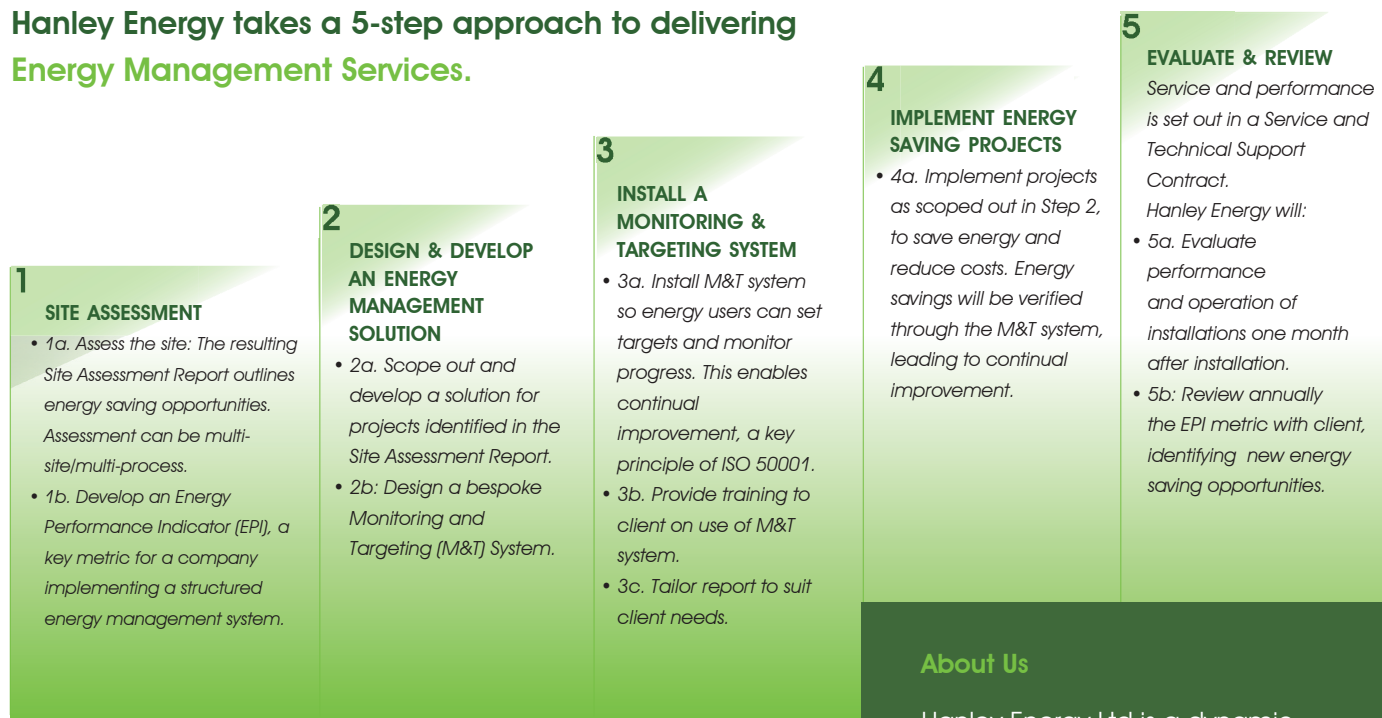 Hanley Energy takes a 5-step approach to delivering
Energy Management Services.
1
SITE ASSESSMENT
• 1a. Assess the site: The resulting
Site Assessment Report outlines
energy saving opportunities.
Assessment can be multi-
site/multi-process.
• 1b. Develop an Energy
Performance Indicator (EPI), a
key metric for a company
implementing a structured
energy management system.
2
DESIGN & DEVELOP
AN ENERGY
MANAGEMENT
SOLUTION
• 2a. Scope out and
develop a solution for
projects identified in the
Site Assessment Report.
• 2b: Design a bespoke
Monitoring and
Targeting (M&T) System.
3
INSTALL A
MONITORING &
TARGETING SYSTEM
• 3a. Install M&T system
so energy users can set
targets and monitor
progress. This enables
continual
improvement, a key
principle of ISO 50001.
• 3b. Provide training to
client on use of M&T
system.
• 3c. Tailor report to suit
client needs.
4
IMPLEMENT ENERGY
SAVING PROJECTS
• 4a. Implement projects
as scoped out in Step 2,
to save energy and
reduce costs. Energy
savings will be verified
through the M&T system,
leading to continual
improvement.
5
EVALUATE & REVIEW
Service and performance
is set out in a Service and
Technical Support
Contract.
Hanley Energy will:
• 5a. Evaluate
performance
and operation of
installations one month
after installation.
• 5b: Review annually
the EPI metric with client,
identifying new energy
saving opportunities.
About Us
Hanley Energy Ltd is a dynamic